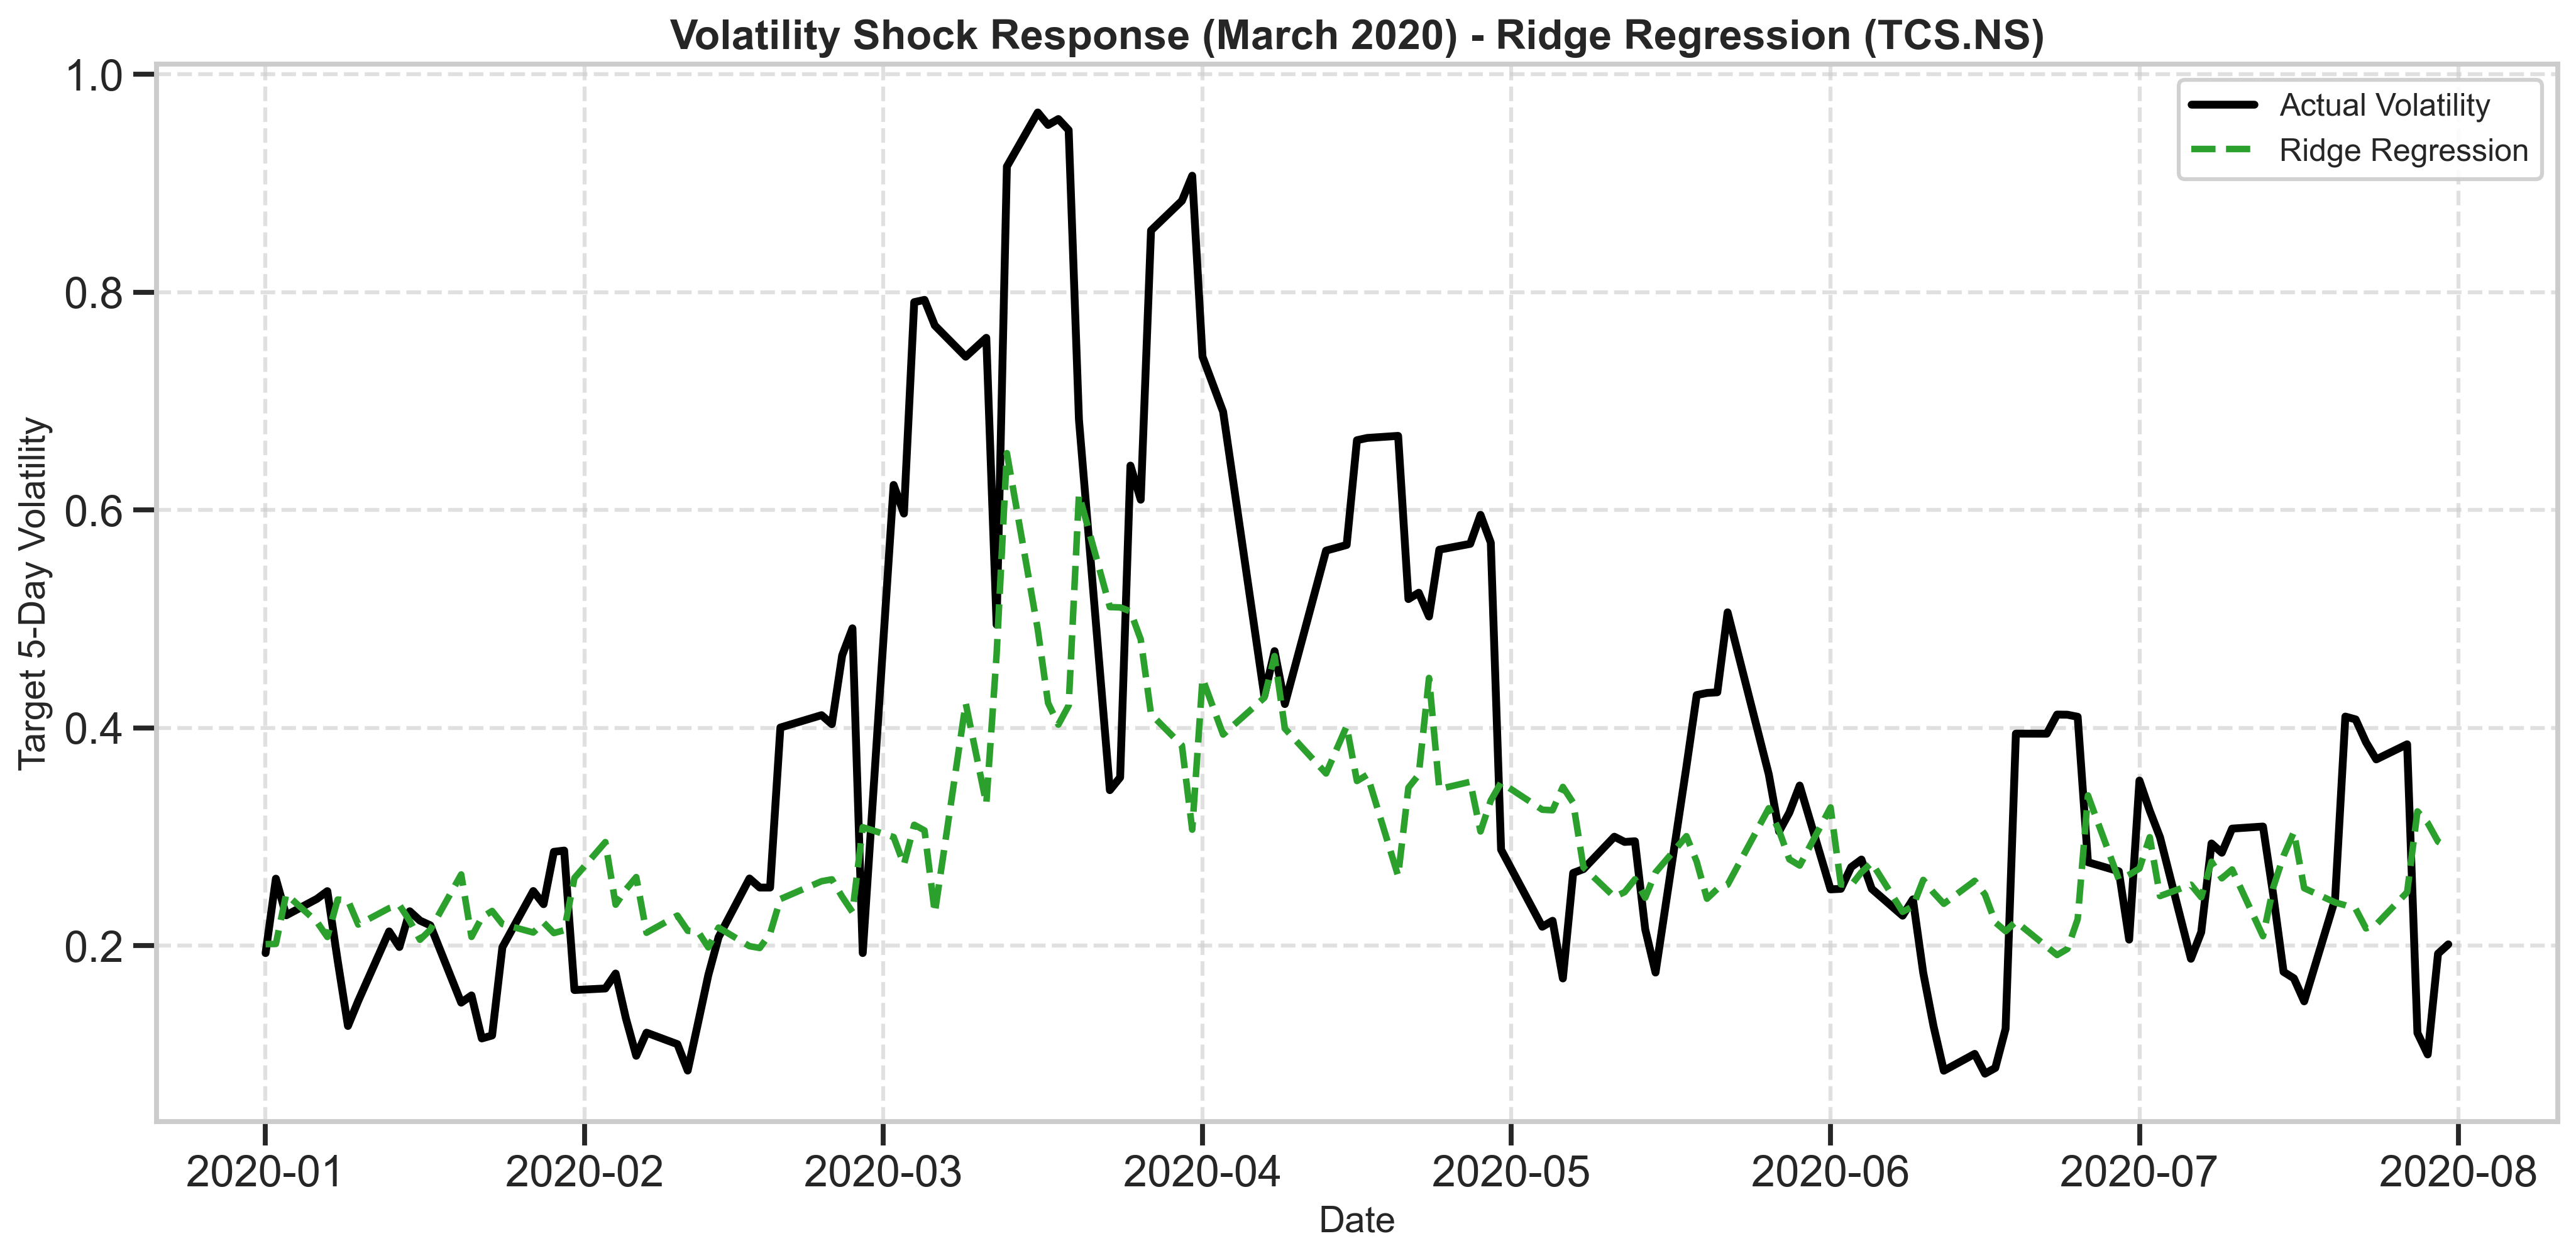 Volatility Shock Response (March 2020) - Ridge Regression (TCS.NS)
Actual Volatility
Ridge Regression
Target 5-Day Volatility
1.0
0.8
0.6
0.4
0.2
2020-01 2020-02 2020-03 2020-04 2020-05 2020-06 2020-07 2020-08
Date